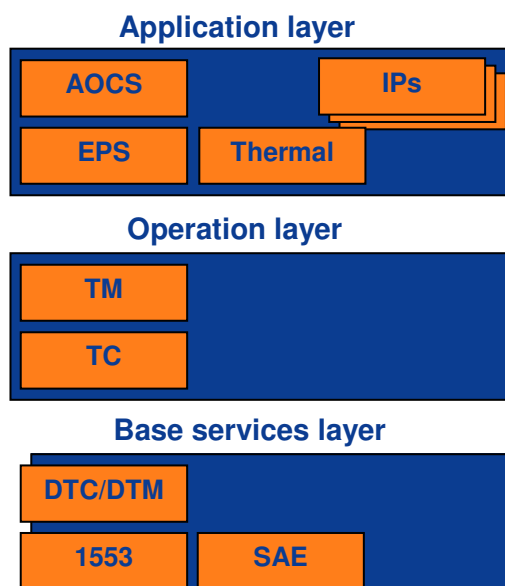 Application layer
AOCS
IPs
EPS
Thermal
Operation layer
TM
TC
Base services layer
DTC/DTM
1553
SAE